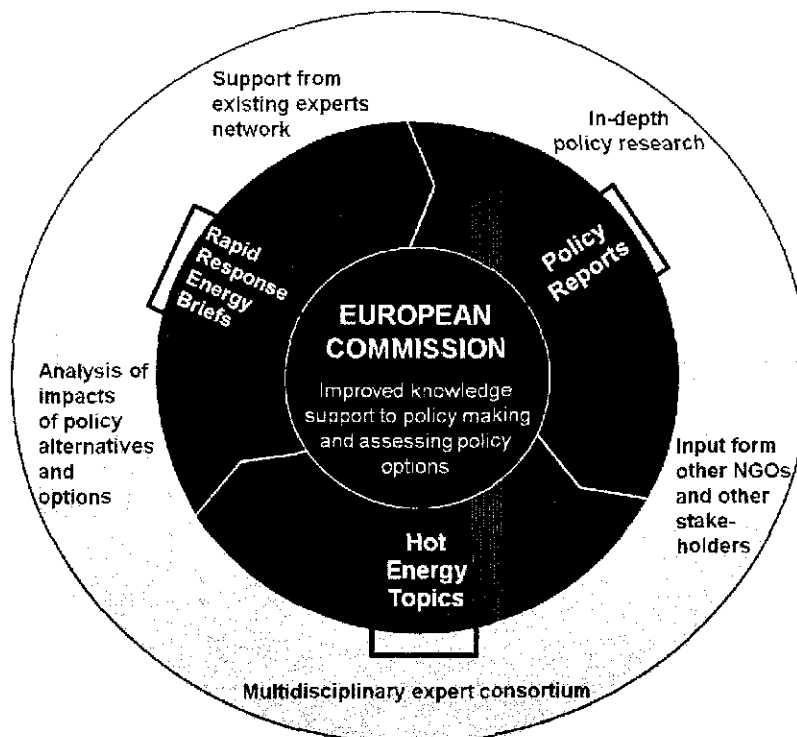 Support from
existing experts
network
In-depth
policy research
Rapid
Response
Energy
Briefs
Policy
Reports
EUROPEAN
COMMISSION
Improved knowledge
support to policy making
and assessing policy
options
Analysis of
impacts
of policy
alternatives
and
options
Input form
other NGOs
and other
stake-
holders
Hot
Energy
Topics
Multidisciplinary expert consortium